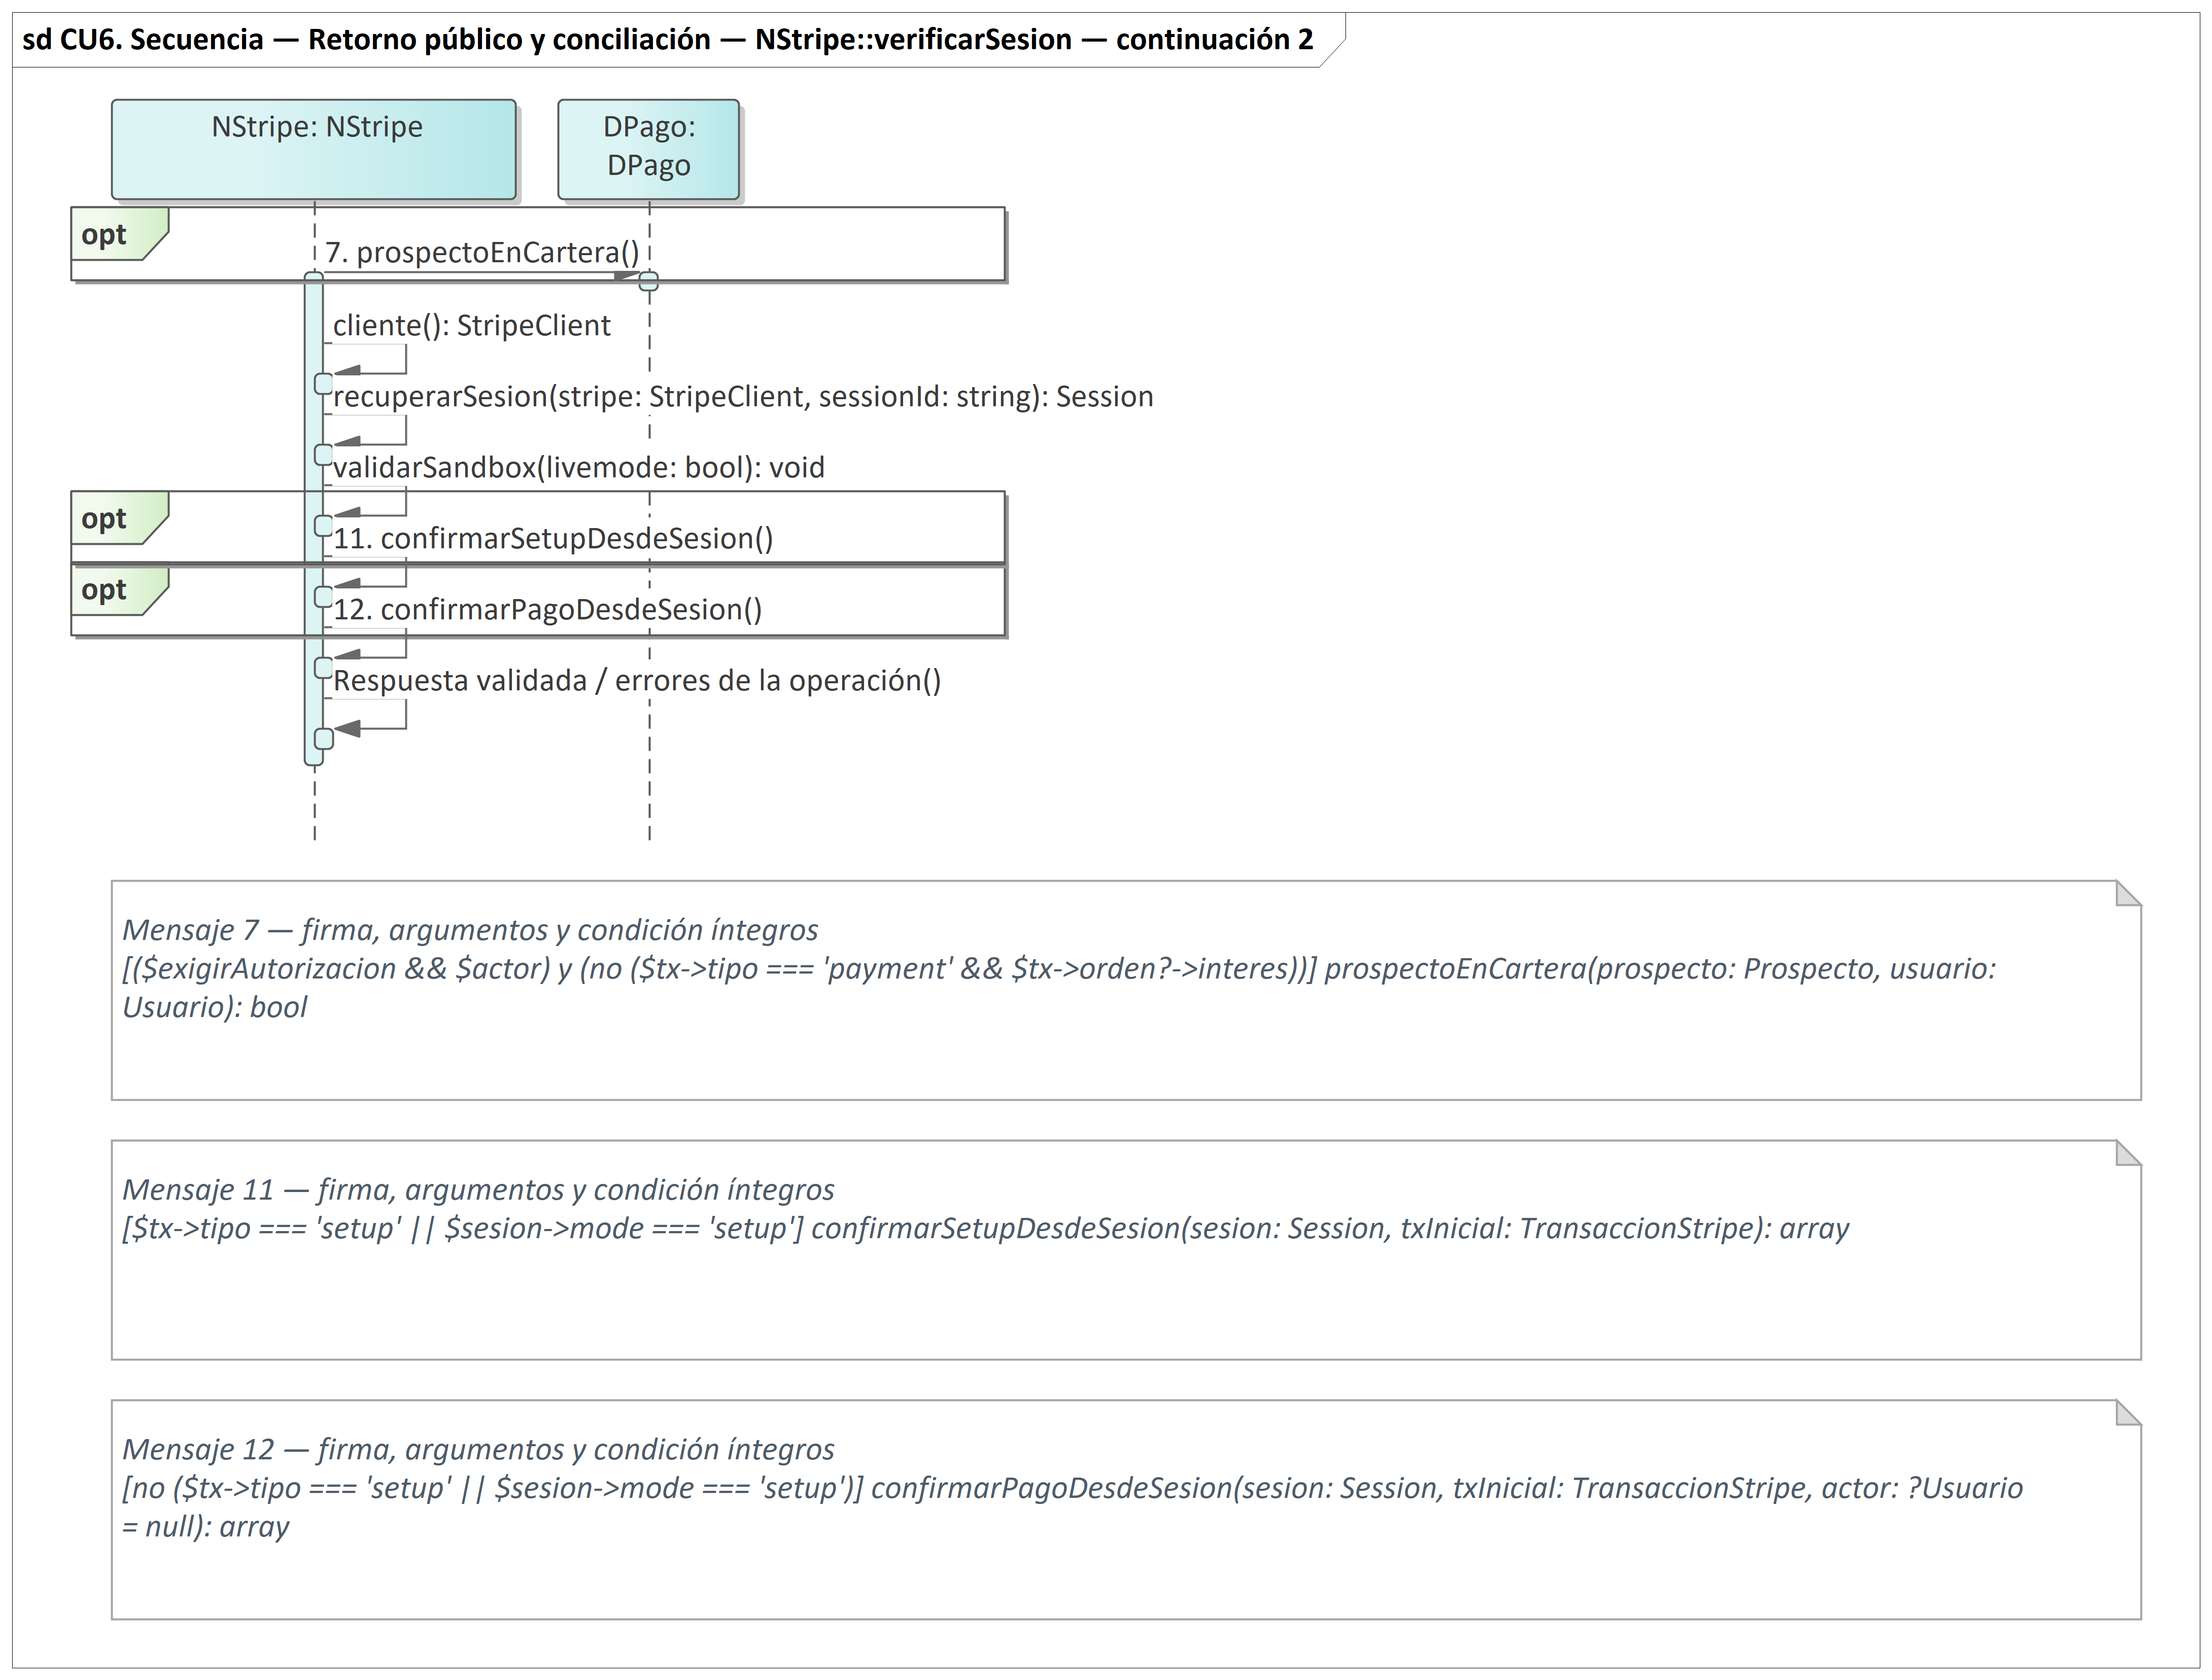 sd CU6. Secuencia — Retorno público y conciliación — NStripe::verificarSesion — continuación 2
NStripe: NStripe
DPago:
DPago
opt
7. prospectoEnCartera()
cliente(): StripeClient
recuperarSesion(stripe: StripeClient, sessionId: string): Session
validarSandbox(livemode: bool): void
opt
11. confirmarSetupDesdeSesion()
opt
12. confirmarPagoDesdeSesion()
Respuesta validada / errores de la operación()
Mensaje 7 — firma, argumentos y condición íntegros
[($exigirAutorizacion && $actor) y (no ($tx->tipo === 'payment' && $tx->orden?->interes))] prospectoEnCartera(prospecto: Prospecto, usuario:
Usuario): bool
Mensaje 11 — firma, argumentos y condición íntegros
[$tx->tipo === 'setup' || $sesion->mode === 'setup'] confirmarSetupDesdeSesion(sesion: Session, txInicial: TransaccionStripe): array
Mensaje 12 — firma, argumentos y condición íntegros
[no ($tx->tipo === 'setup' || $sesion->mode === 'setup')] confirmarPagoDesdeSesion(sesion: Session, txInicial: TransaccionStripe, actor: ?Usuario
= null): array